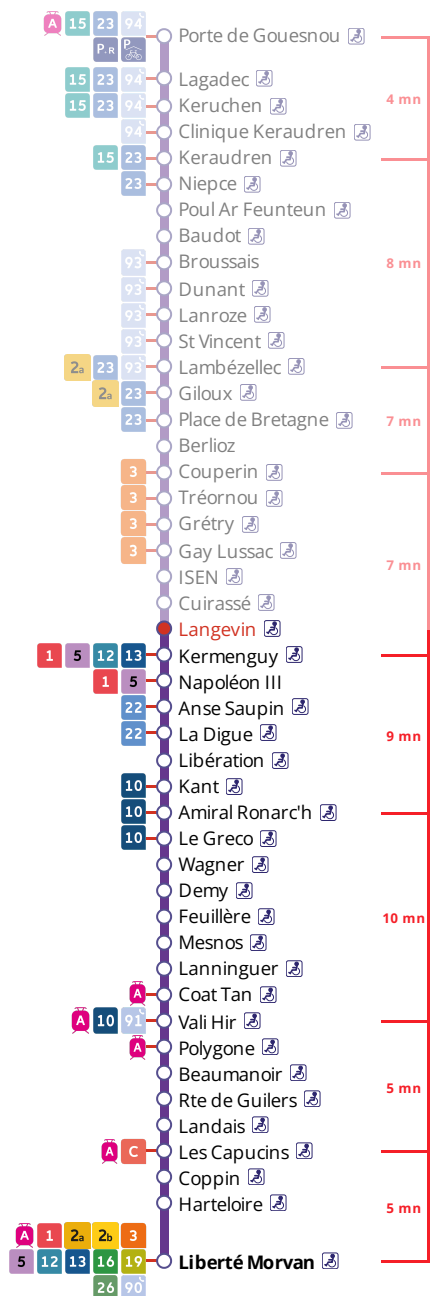 A 15 23 94 Porte de Gouesnou
P+R P
15 23 94 Lagadec
15 23 94 Keruchen
4 mn
94 Clinique Keraudren
15 23 Keraudren
23 Niepce
Poul Ar Feunteun
Baudot
93 Broussais
8 mn
93 Dunant
93 Lanroze
93 St Vincent
2a 23 93 Lambézellec
2a 23 Giloux
23 Place de Bretagne
7 mn
Berlioz
3 Couperin
3 Tréornou
3 Grétry
3 Gay Lussac
7 mn
ISEN
Cuirassé
Langevin
1 5 12 13 Kermenguy
1 5 Napoléon III
22 Anse Saupin
22 La Digue
9 mn
Libération
10 Kant
10 Amiral Ronarc'h
10 Le Greco
Wagner
Demy
Feuillère
10 mn
Mesnos
Lanninguer
A Coat Tan
A 10 91 Vali Hir
A Polygone
Beaumanoir
5 mn
Rte de Guilers
Landais
A C Les Capucins
Coppin
Harteloire
5 mn
A 1 2a 2b 3
5 12 13 16 19 Liberté Morvan
26 90